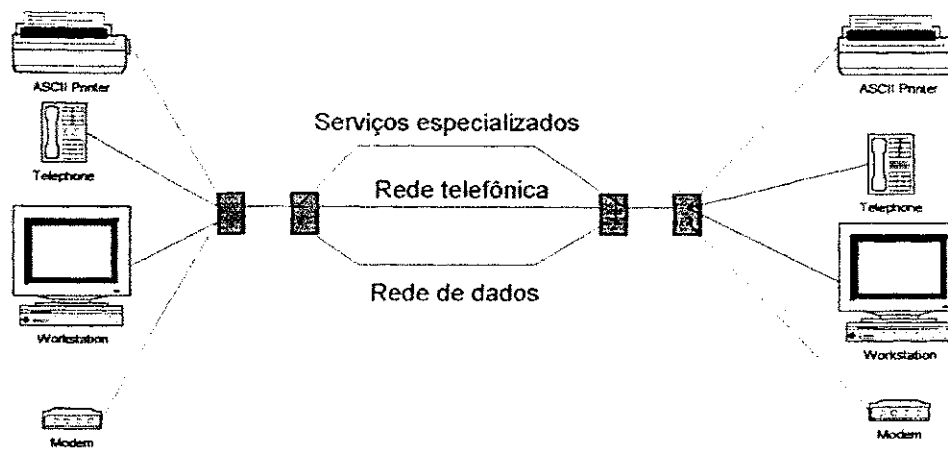 ASCII Printer
ASCII Printer
Serviços especializados
Telephone
Rede telefônica
Telephone
Rede de dados
Workstation
Workstation
Modem
Modem